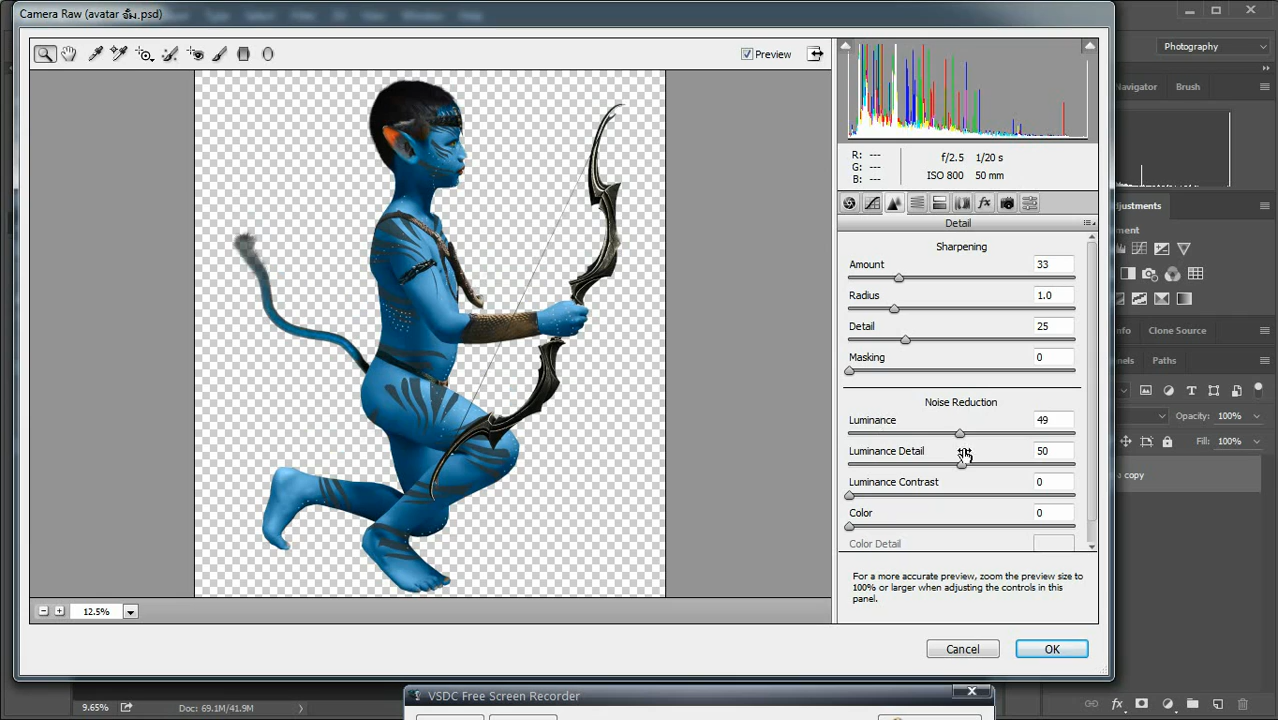 Camera Raw (avatar จั๊ม.psd)
Photography
Preview
Navigator
Brush
R: ---
G: ---
B: ---
f/2.5 1/20 s
ISO 800 50 mm
Adjustments
Detail
Sharpening
Amount 33
Radius 1.0
Detail 25
Masking 0
Clone Source
Paths
Noise Reduction
Luminance 49
Opacity: 100%
Luminance Detail 50
Fill: 100%
copy
Luminance Contrast 0
Color 0
Color Detail
For a more accurate preview, zoom the preview size to
100% or larger when adjusting the controls in this
panel.
12.5%
Cancel
OK
VSDC Free Screen Recorder
9.65%
Doc: 69.1M/41.9M
fx